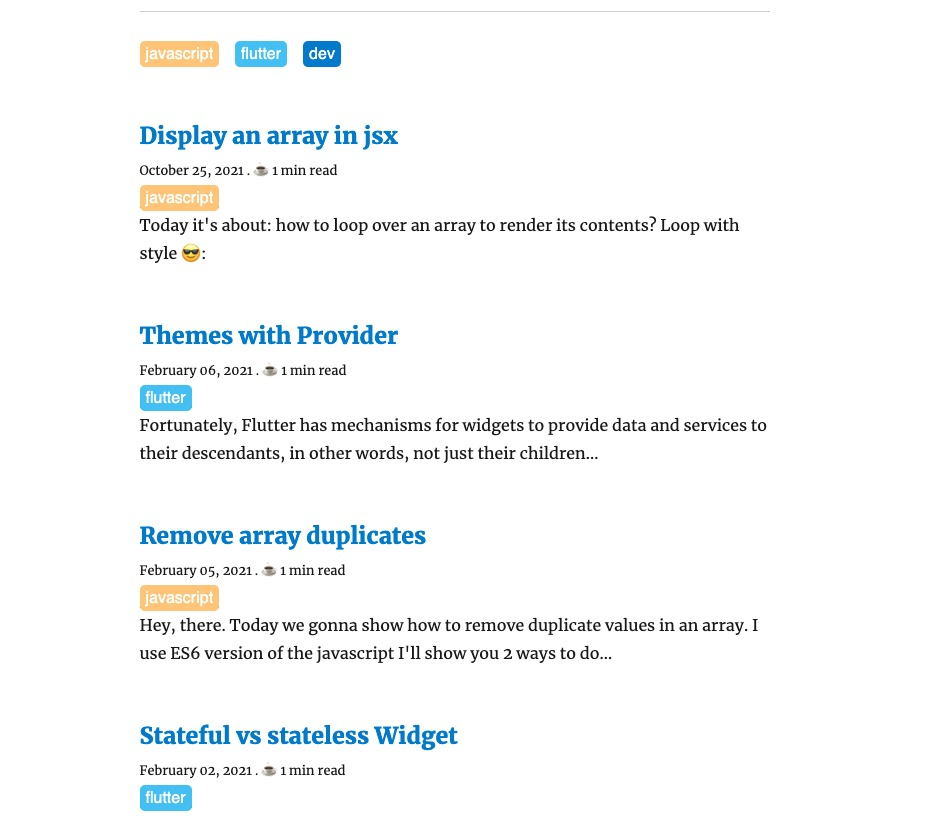 javascript flutter dev
Display an array in jsx
October 25, 2021 . ☕ 1 min read
javascript
Today it's about: how to loop over an array to render its contents? Loop with
style 😎:
Themes with Provider
February 06, 2021 . ☕ 1 min read
flutter
Fortunately, Flutter has mechanisms for widgets to provide data and services to
their descendants, in other words, not just their children...
Remove array duplicates
February 05, 2021 . ☕ 1 min read
javascript
Hey, there. Today we gonna show how to remove duplicate values in an array. I
use ES6 version of the javascript I'll show you 2 ways to do...
Stateful vs stateless Widget
February 02, 2021 . ☕ 1 min read
flutter